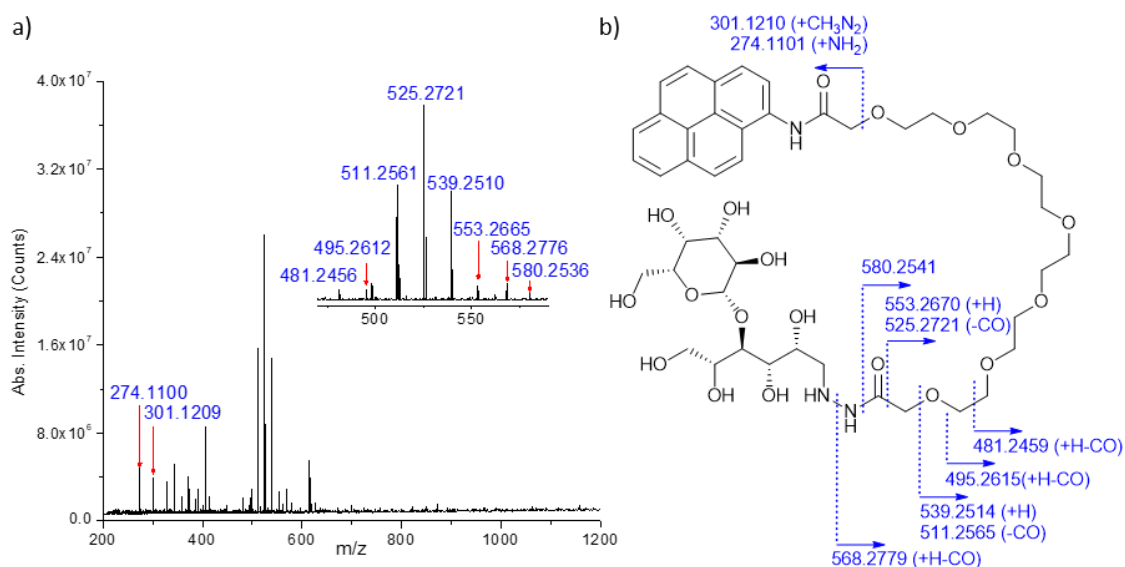 a)
Abs. Intensity (Counts)
4.0x10⁷
3.2x10⁷
2.4x10⁷
1.6x10⁷
8.0x10⁶
0.0
200
400
600
800
1000
1200
m/z
274.1100
301.1209
525.2721
511.2561
539.2510
495.2612
553.2665
568.2776
481.2456
580.2536
500
550
b)
301.1210 (+CH₃N₂)
274.1101 (+NH₂)
O
N
H
O
O
O
O
O
O
O
HO
OH
OH
HO
O
OH
O
HO
OH
HO
OH
OH
N
H
N
H
O
580.2541
553.2670 (+H)
525.2721 (-CO)
481.2459 (+H-CO)
495.2615(+H-CO)
539.2514 (+H)
511.2565 (-CO)
568.2779 (+H-CO)